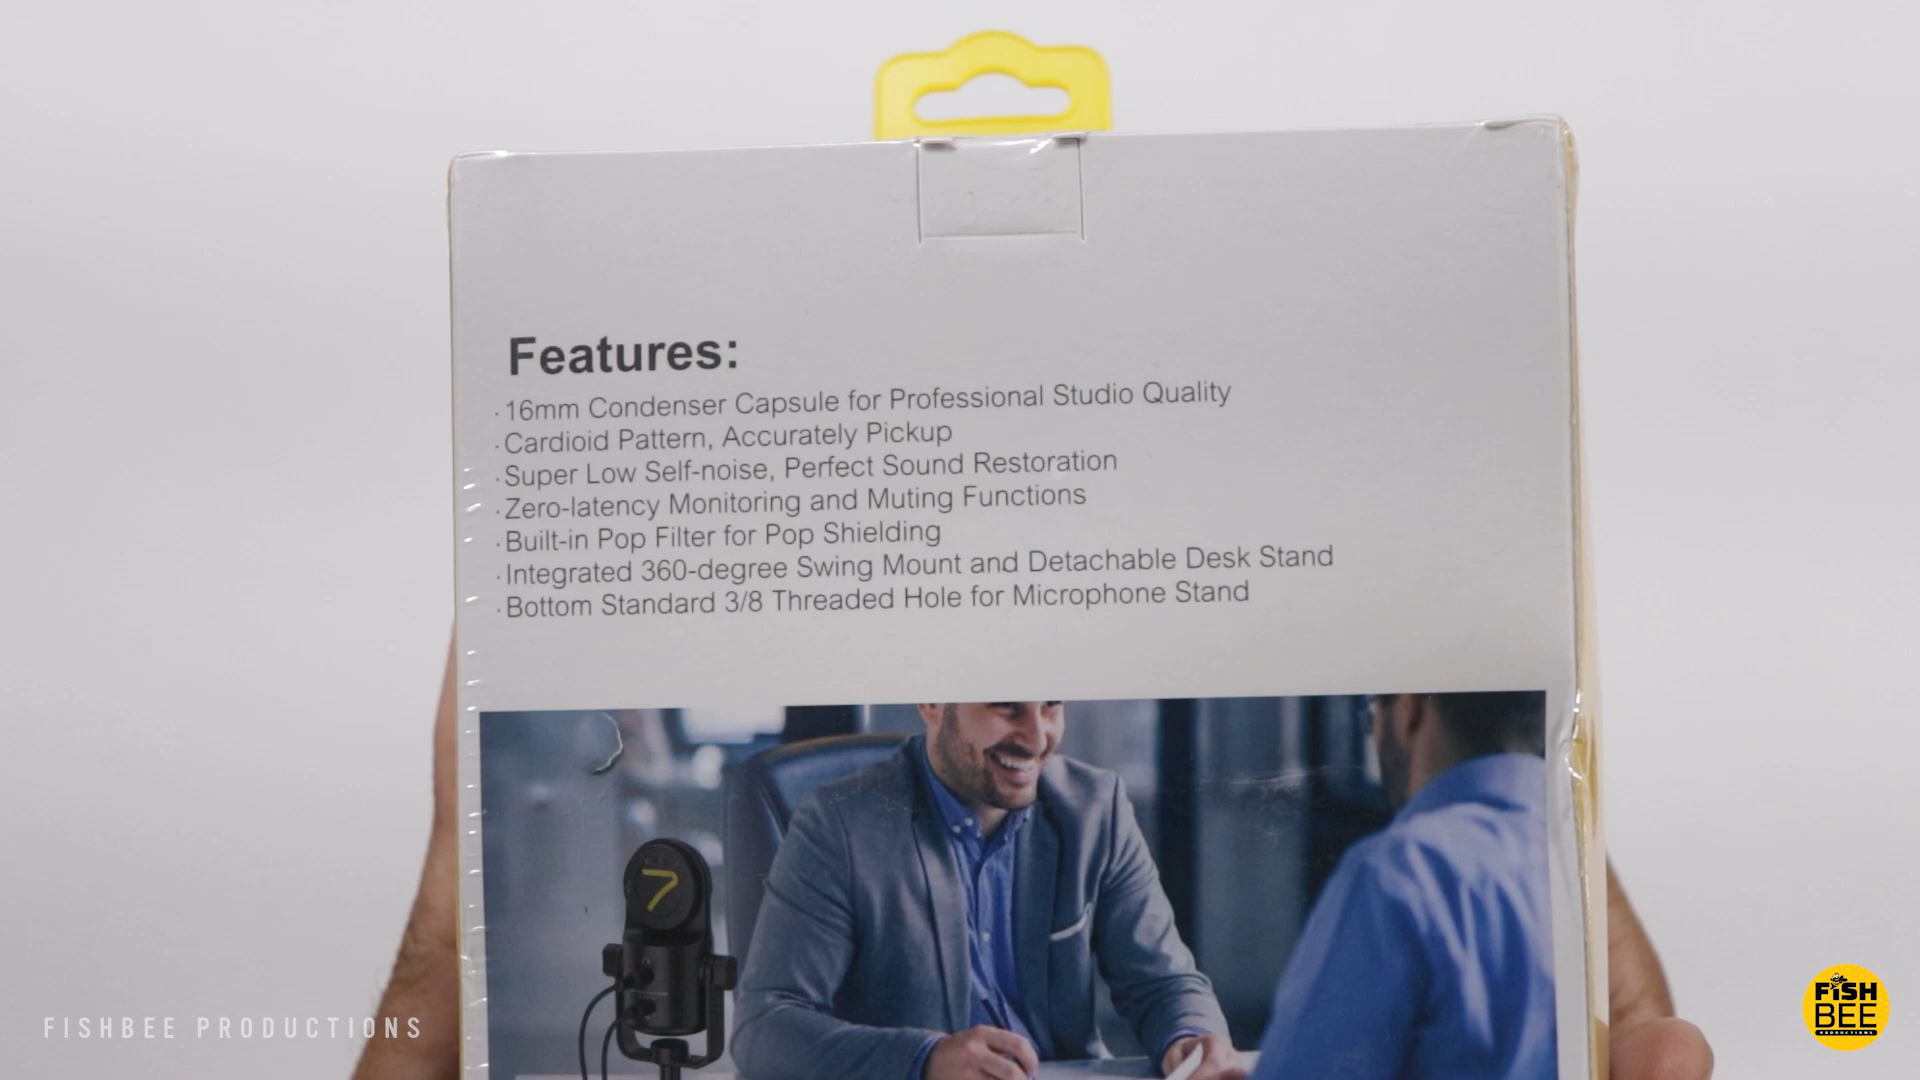 Features:
· 16mm Condenser Capsule for Professional Studio Quality
· Cardioid Pattern, Accurately Pickup
· Super Low Self-noise, Perfect Sound Restoration
· Zero-latency Monitoring and Muting Functions
· Built-in Pop Filter for Pop Shielding
· Integrated 360-degree Swing Mount and Detachable Desk Stand
· Bottom Standard 3/8 Threaded Hole for Microphone Stand
7
FISHBEE PRODUCTIONS
FISH
BEE
PRODUCTIONS